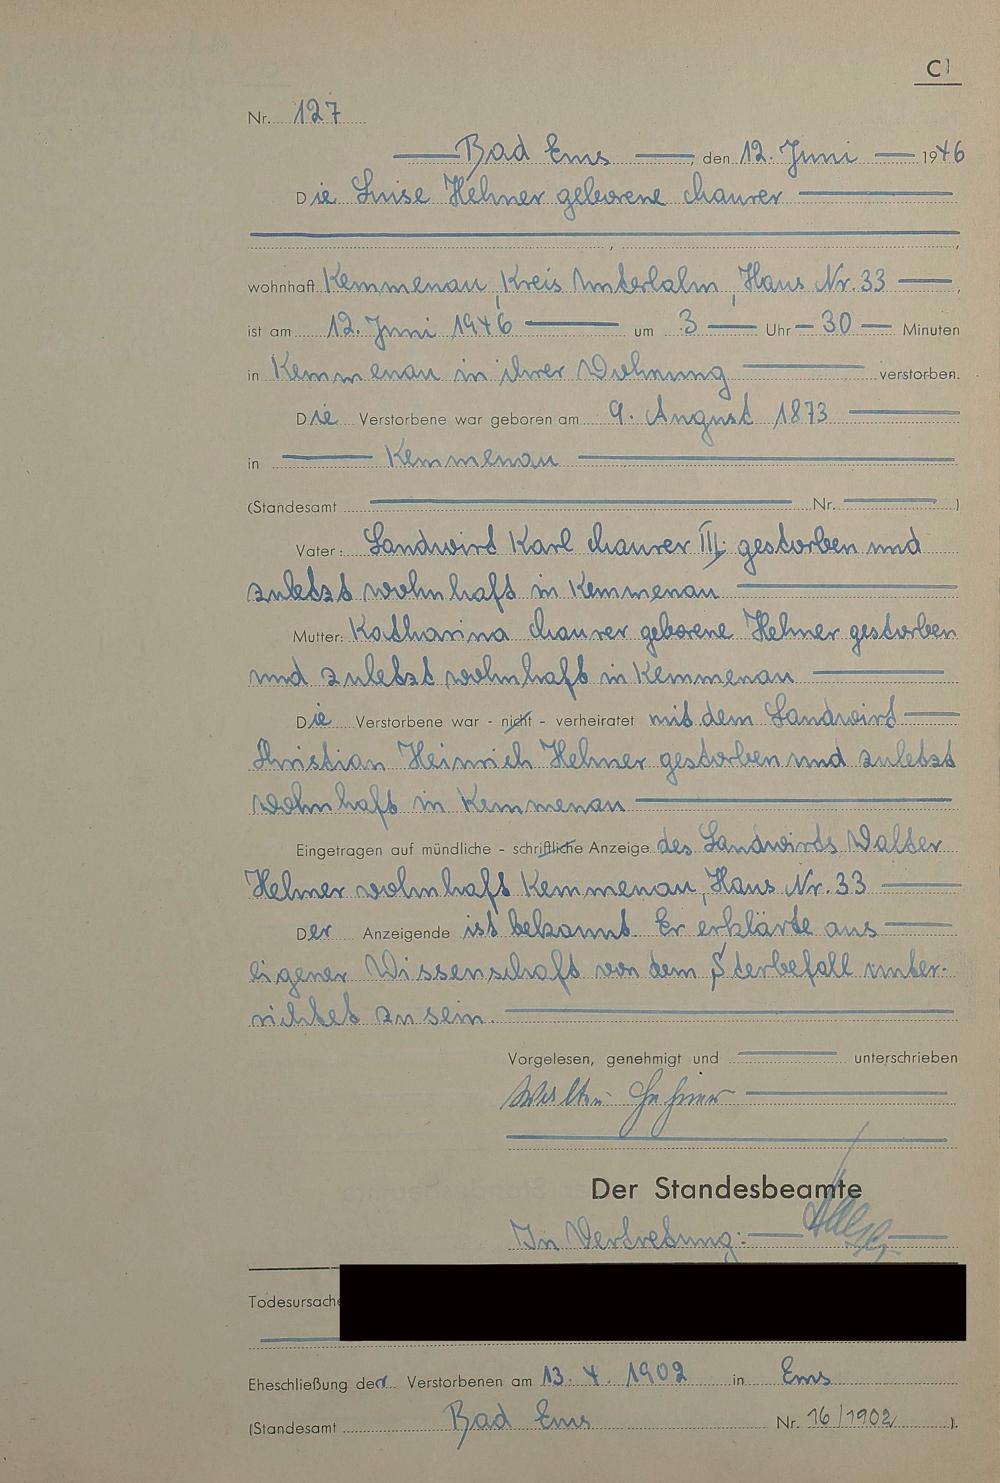 C
Nr. 127
Bad Ems, den 12. Juni 1946
Die Luise Hehner geborene Maurer
, ,
wohnhaft Kemmenau, Kreis Unterlahn, Haus Nr. 33,
ist am 12. Juni 1946 um 3 Uhr 30 Minuten
in Kemmenau in ihrer Wohnung verstorben.
Die Verstorbene war geboren am 9. August 1873
in Kemmenau
(Standesamt Nr. )
Vater: Landwird Karl Maurer III. gestorben und
zuletzt wohnhaft in Kemmenau
Mutter: Katharina Maurer geborene Hehner gestorben
und zuletzt wohnhaft in Kemmenau
Die Verstorbene war - nicht - verheiratet mit dem Landwird
Christian Heinrich Hehner gestorben und zuletzt
wohnhaft in Kemmenau
Eingetragen auf mündliche - schriftliche Anzeige des Landwirds Walter
Hehner wohnhaft Kemmenau, Haus Nr. 33
Der Anzeigende ist bekannt. Er erklärte aus
eigener Wissenschaft von dem Sterbefall unter-
richtet zu sein.
Vorgelesen, genehmigt und unterschrieben
Walter Hehner
Der Standesbeamte
In Vertretung:
Todesursache
Eheschließung der Verstorbenen am 13. 4. 1902 in Ems
(Standesamt Bad Ems Nr. 16/1902).